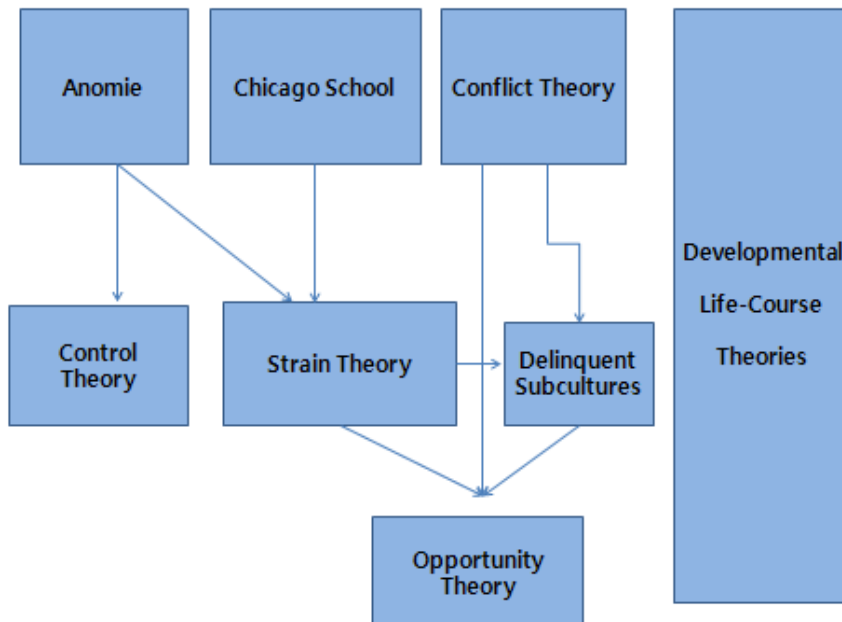 Anomie
Chicago School
Conflict Theory
Developmental
Life-Course
Theories
Control
Theory
Strain Theory
Delinquent
Subcultures
Opportunity
Theory